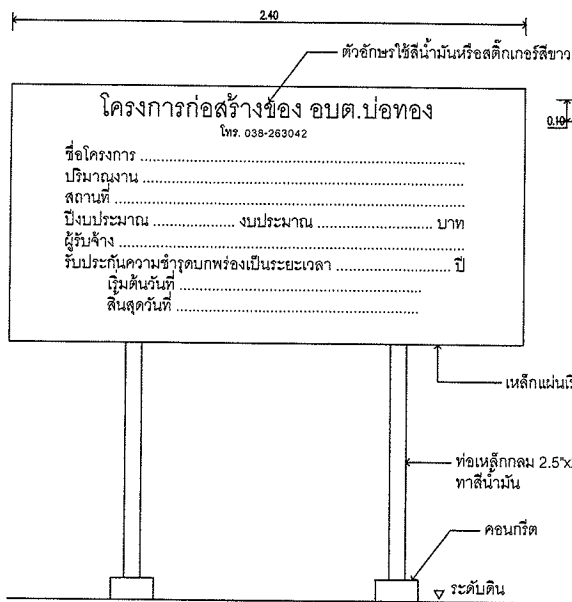 2.40
ตัวอักษรใช้สีน้ำมันหรือสติ๊กเกอร์สีขาว
โครงการก่อสร้างของ อบต.บ่อทอง
โทร. 038-263042
0.10
ชื่อโครงการ ........................
ปริมาณงาน ........................
สถานที่ ........................
ปีงบประมาณ ................ งบประมาณ ........................ บาท
ผู้รับจ้าง ........................
รับประกันความชำรุดบกพร่องเป็นระยะเวลา ........................ ปี
เริ่มต้นวันที่ ........................
สิ้นสุดวันที่ ........................
เหล็กแผ่นเรี
ท่อเหล็กกลม 2.5"x
ทาสีน้ำมัน
คอนกรีต
ระดับดิน